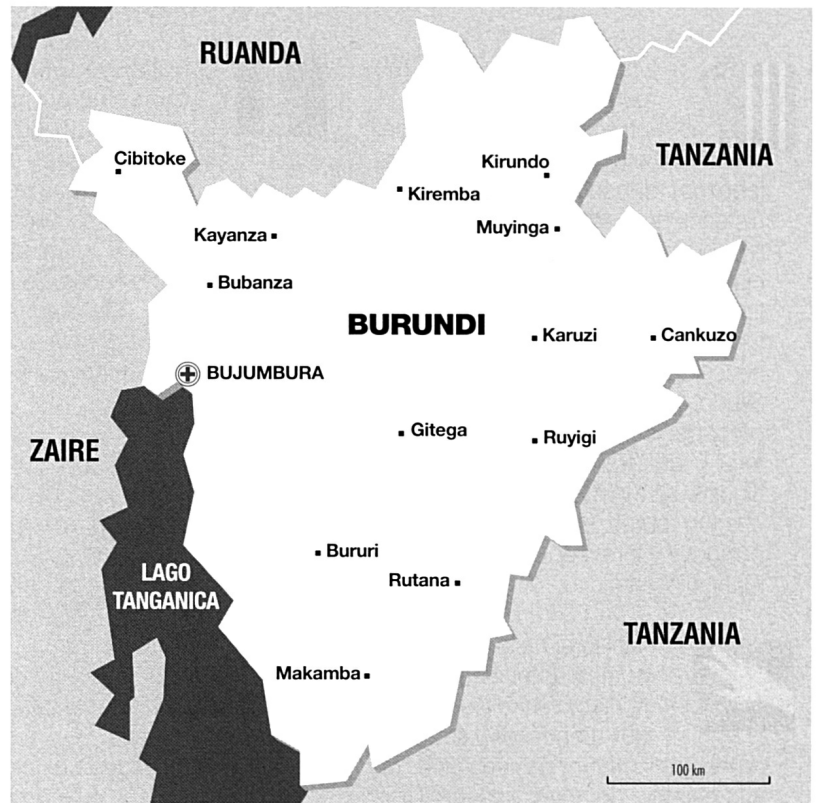 RUANDA
Cibitoke
Kirundo
TANZANIA
Kiremba
Kayanza
Muyinga
Bubanza
BURUNDI
Karuzi
Cankuzo
BUJUMBURA
Gitega
Ruyigi
ZAIRE
Bururi
LAGO
TANGANICA
Rutana
TANZANIA
Makamba
100 km